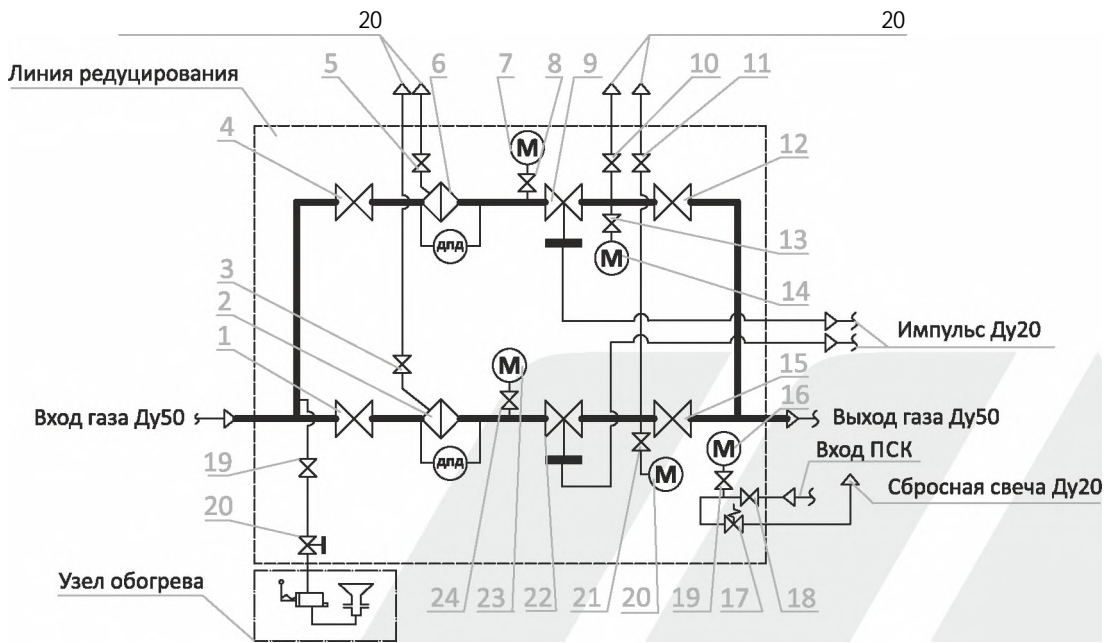 20 20
Линия редуцирования
5 6 7 8 9 10 11
4 12
М
13
дпд М
3 14
2
1 М Импульс Ду20
15
16
Вход газа Ду50 Выход газа Ду50
дпд М М Вход ПСК
19 Сбросная свеча Ду20
20
Узел обогрева 24 23 22 21 20 19 17 18